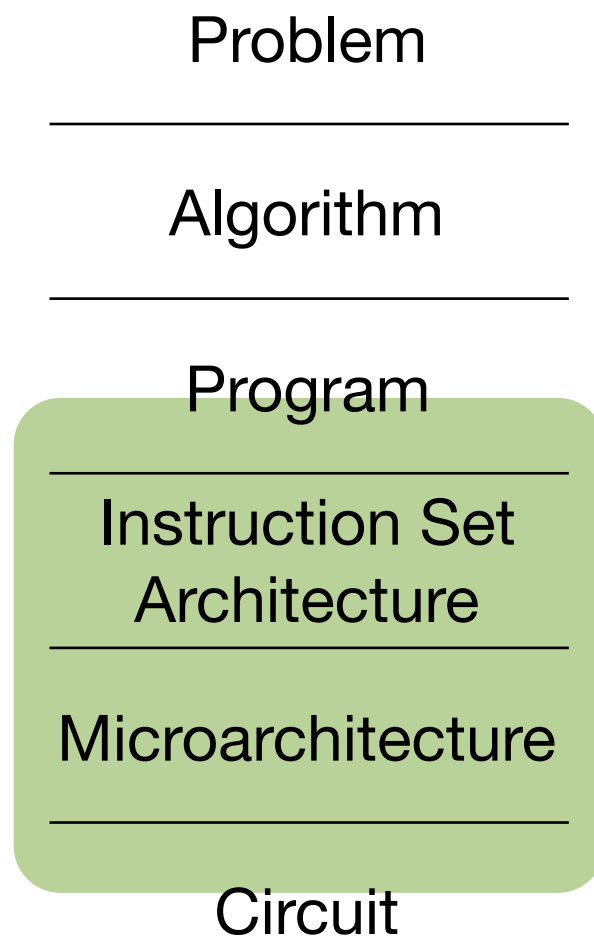 Problem
Algorithm
Program
Instruction Set
Architecture
Microarchitecture
Circuit